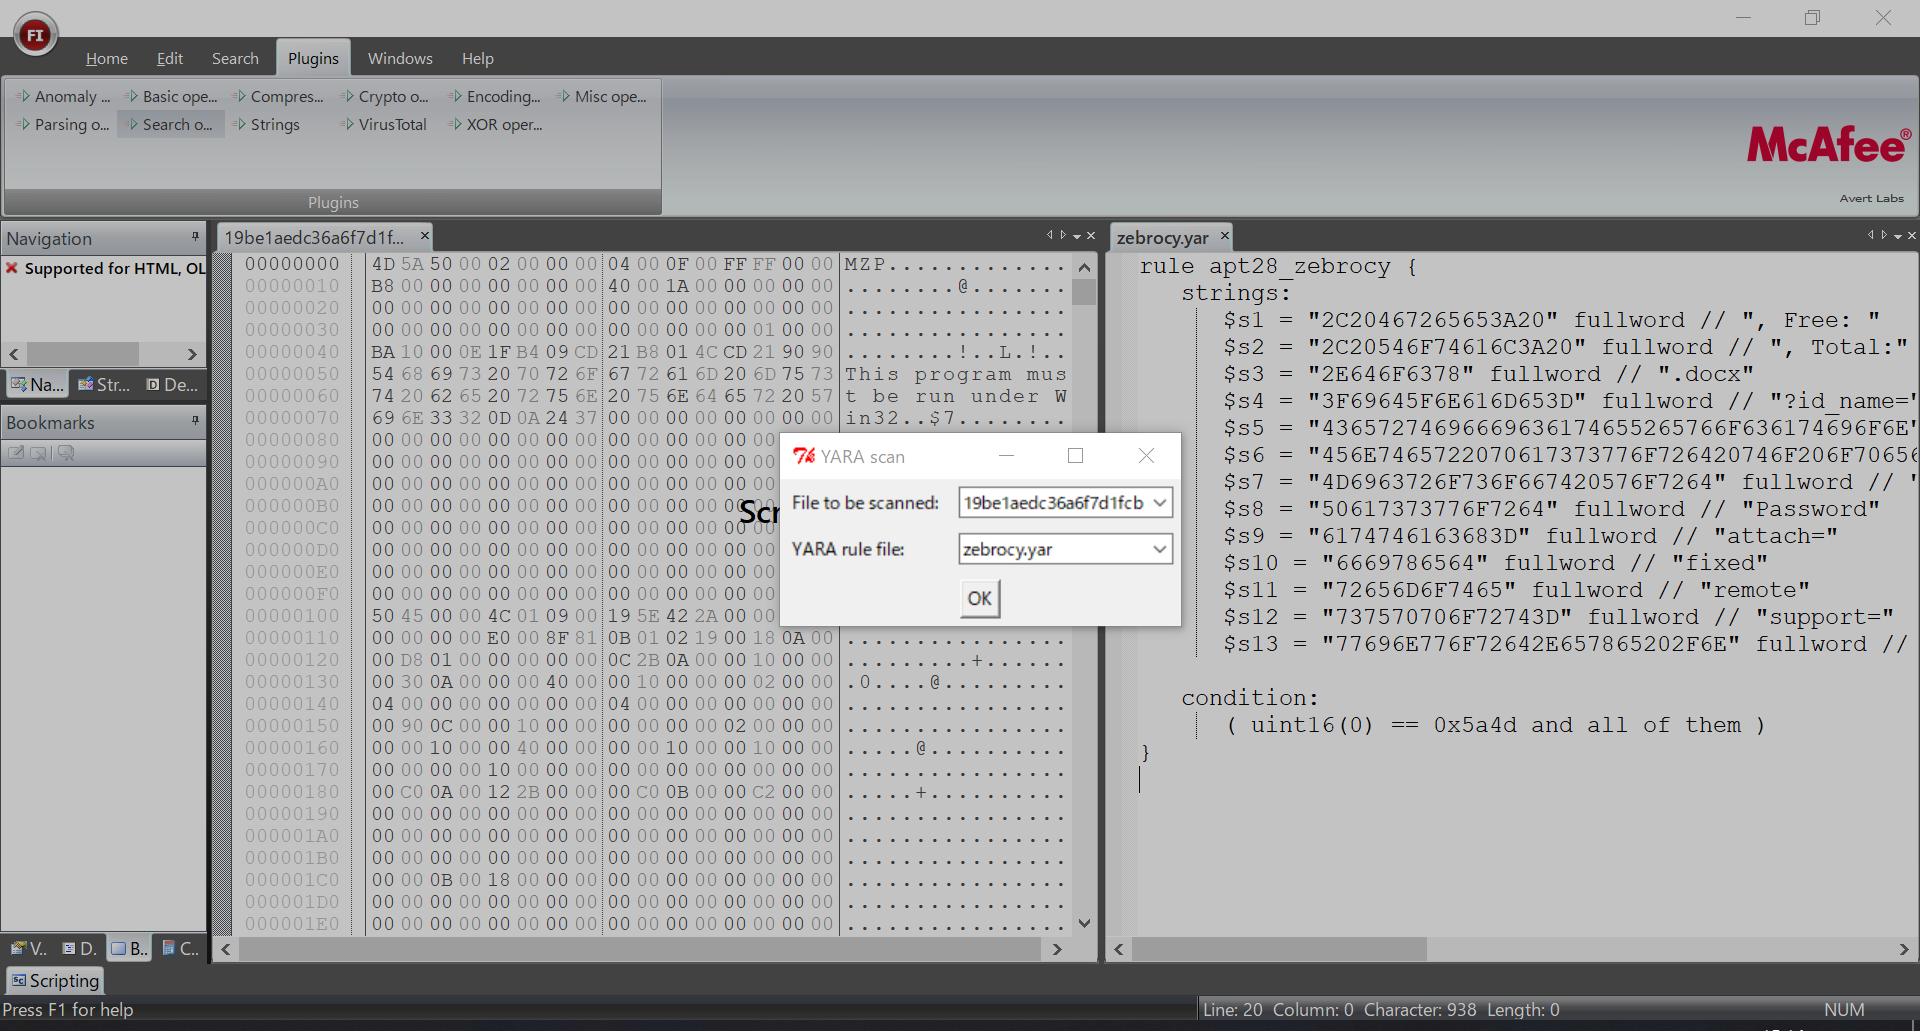 FI
Home Edit Search Plugins Windows Help
Anomaly ... Basic ope... Compres... Crypto o... Encoding... Misc ope...
Parsing o... Search o... Strings VirusTotal XOR oper...
Plugins
McAfee®
Avert Labs
Navigation
Supported for HTML, OL
Na... Str... De...
Bookmarks
V.. D.. B.. C..
Scripting
Press F1 for help
19be1aedc36a6f7d1f...
00000000 4D 5A 50 00 02 00 00 00 04 00 0F 00 FF FF 00 00 MZP.............
00000010 B8 00 00 00 00 00 00 00 40 00 1A 00 00 00 00 00 ........@.......
00000020 00 00 00 00 00 00 00 00 00 00 00 00 00 00 00 00 ................
00000030 00 00 00 00 00 00 00 00 00 00 00 00 00 01 00 00 ................
00000040 BA 10 00 0E 1F B4 09 CD 21 B8 01 4C CD 21 90 90 ........!..L.!..
00000050 54 68 69 73 20 70 72 6F 67 72 61 6D 20 6D 75 73 This program mus
00000060 74 20 62 65 20 72 75 6E 20 75 6E 64 65 72 20 57 t be run under W
00000070 69 6E 33 32 0D 0A 24 37 00 00 00 00 00 00 00 00 in32..$7........
00000080 00 00 00 00 00 00 00 00 00 00 00 00 00
00000090 00 00 00 00 00 00 00 00 00 00 00 00 00
000000A0 00 00 00 00 00 00 00 00 00 00 00 00 00
000000B0 00 00 00 00 00 00 00 00 00 00 00 00 00
000000C0 00 00 00 00 00 00 00 00 00 00 00 00
000000D0 00 00 00 00 00 00 00 00 00 00 00 00 00
000000E0 00 00 00 00 00 00 00 00 00 00 00 00 00
000000F0 00 00 00 00 00 00 00 00 00 00 00 00 00
00000100 50 45 00 00 4C 01 09 00 19 5E 42 2A 00 00
00000110 00 00 00 00 E0 00 8F 81 0B 01 02 19 00 18 0A 00 ................
00000120 00 D8 01 00 00 00 00 00 0C 2B 0A 00 00 10 00 00 .........+......
00000130 00 30 0A 00 00 00 40 00 00 10 00 00 00 02 00 00 .0....@.........
00000140 04 00 00 00 00 00 00 00 04 00 00 00 00 00 00 00 ................
00000150 00 90 0C 00 00 10 00 00 00 00 00 00 02 00 00 00 ................
00000160 00 00 10 00 00 40 00 00 00 00 10 00 00 10 00 00 .....@..........
00000170 00 00 00 00 10 00 00 00 00 00 00 00 00 00 00 00 ................
00000180 00 C0 0A 00 12 2B 00 00 00 C0 0B 00 00 C2 00 00 .....+..........
00000190 00 00 00 00 00 00 00 00 00 00 00 00 00 00 00 00 ................
000001A0 00 00 00 00 00 00 00 00 00 00 00 00 00 00 00 00 ................
000001B0 00 00 00 00 00 00 00 00 00 00 00 00 00 00 00 00 ................
000001C0 00 00 0B 00 18 00 00 00 00 00 00 00 00 00 00 00 ................
000001D0 00 00 00 00 00 00 00 00 00 00 00 00 00 00 00 00 ................
000001E0 00 00 00 00 00 00 00 00 00 00 00 00 00 00 00 00 ................
Scr
YARA scan
File to be scanned: 19be1aedc36a6f7d1fcb
YARA rule file: zebrocy.yar
OK
zebrocy.yar
rule apt28_zebrocy {
strings:
$s1 = "2C20467265653A20" fullword // ", Free: "
$s2 = "2C20546F74616C3A20" fullword // ", Total:"
$s3 = "2E646F6378" fullword // ".docx"
$s4 = "3F69645F6E616D653D" fullword // "?id_name='
$s5 = "43657274696669636174655265766F636174696F6E"
$s6 = "456E74657220706173737776F726420746F206F7065
$s7 = "4D6963726F736F667420576F7264" fullword // "
$s8 = "50617373776F7264" fullword // "Password"
$s9 = "6174746163683D" fullword // "attach="
$s10 = "6669786564" fullword // "fixed"
$s11 = "72656D6F7465" fullword // "remote"
$s12 = "737570706F72743D" fullword // "support="
$s13 = "77696E776F72642E657865202F6E" fullword //
condition:
( uint16(0) == 0x5a4d and all of them )
}
Line: 20 Column: 0 Character: 938 Length: 0
NUM